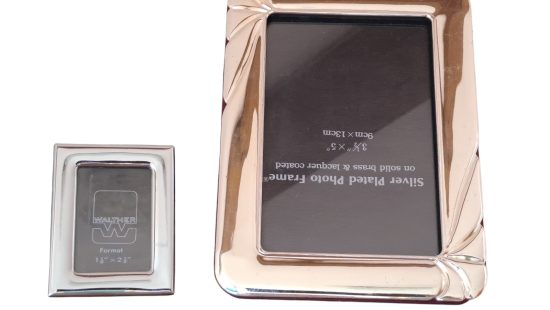 WALTHER
W
Format
Silver Plated Photo Frame®
on solid brass & lacquer coated
3½" × 5"
9cm × 13cm